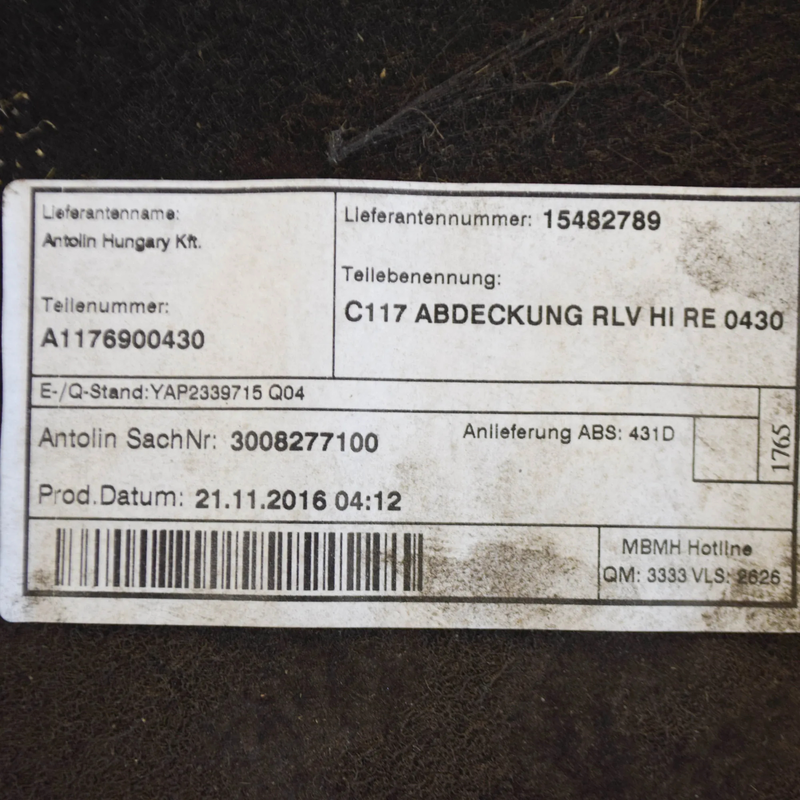 Lieferantenname:
Antolin Hungary Kft.
Teilenummer:
A1176900430
Lieferantennummer: 15482789
Teilebenennung:
C117 ABDECKUNG RLV HI RE 0430
E-/Q-Stand:YAP2339715 Q04
Antolin SachNr: 3008277100
Anlieferung ABS: 431D
1765
Prod.Datum: 21.11.2016 04:12
MBMH Hotline
QM: 3333 VLS: 2626